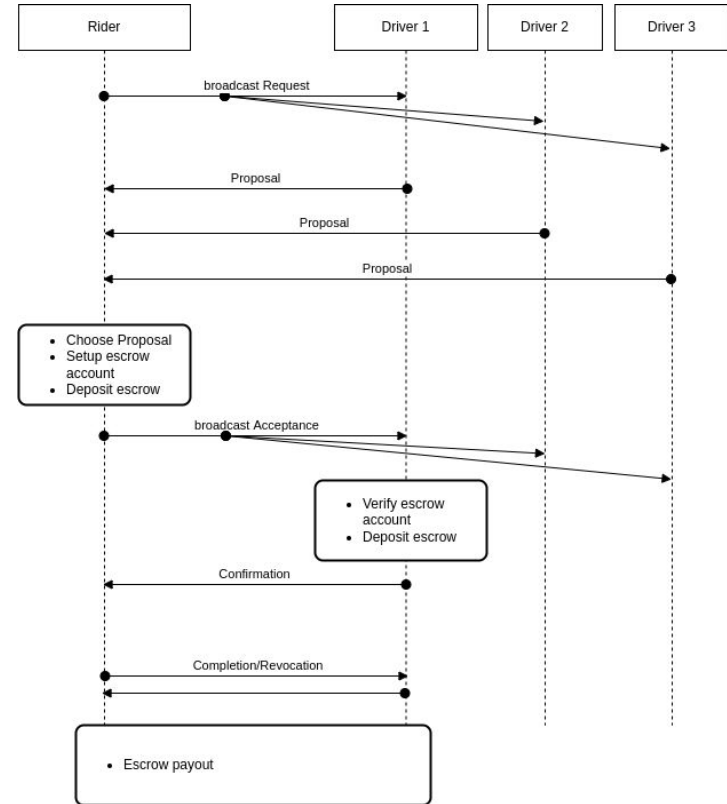 Rider
Driver 1
Driver 2
Driver 3
broadcast Request
Proposal
Proposal
Proposal
• Choose Proposal
• Setup escrow
account
• Deposit escrow
broadcast Acceptance
• Verify escrow
account
• Deposit escrow
Confirmation
Completion/Revocation
• Escrow payout